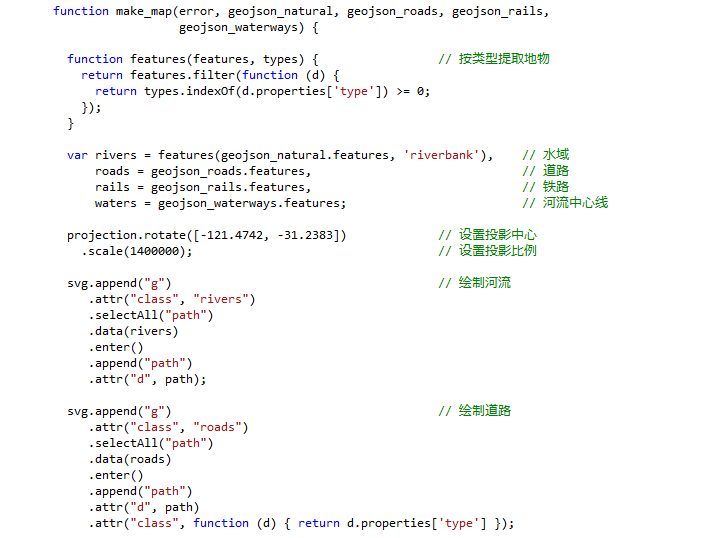 function make_map(error, geojson_natural, geojson_roads, geojson_rails,
geojson_waterways) {
function features(features, types) { // 按类型提取地物
return features.filter(function (d) {
return types.indexOf(d.properties['type']) >= 0;
});
}
var rivers = features(geojson_natural.features, 'riverbank'), // 水域
roads = geojson_roads.features, // 道路
rails = geojson_rails.features, // 铁路
waters = geojson_waterways.features; // 河流中心线
projection.rotate([-121.4742, -31.2383]) // 设置投影中心
.scale(1400000); // 设置投影比例
svg.append("g") // 绘制河流
.attr("class", "rivers")
.selectAll("path")
.data(rivers)
.enter()
.append("path")
.attr("d", path);
svg.append("g") // 绘制道路
.attr("class", "roads")
.selectAll("path")
.data(roads)
.enter()
.append("path")
.attr("d", path)
.attr("class", function (d) { return d.properties['type'] });